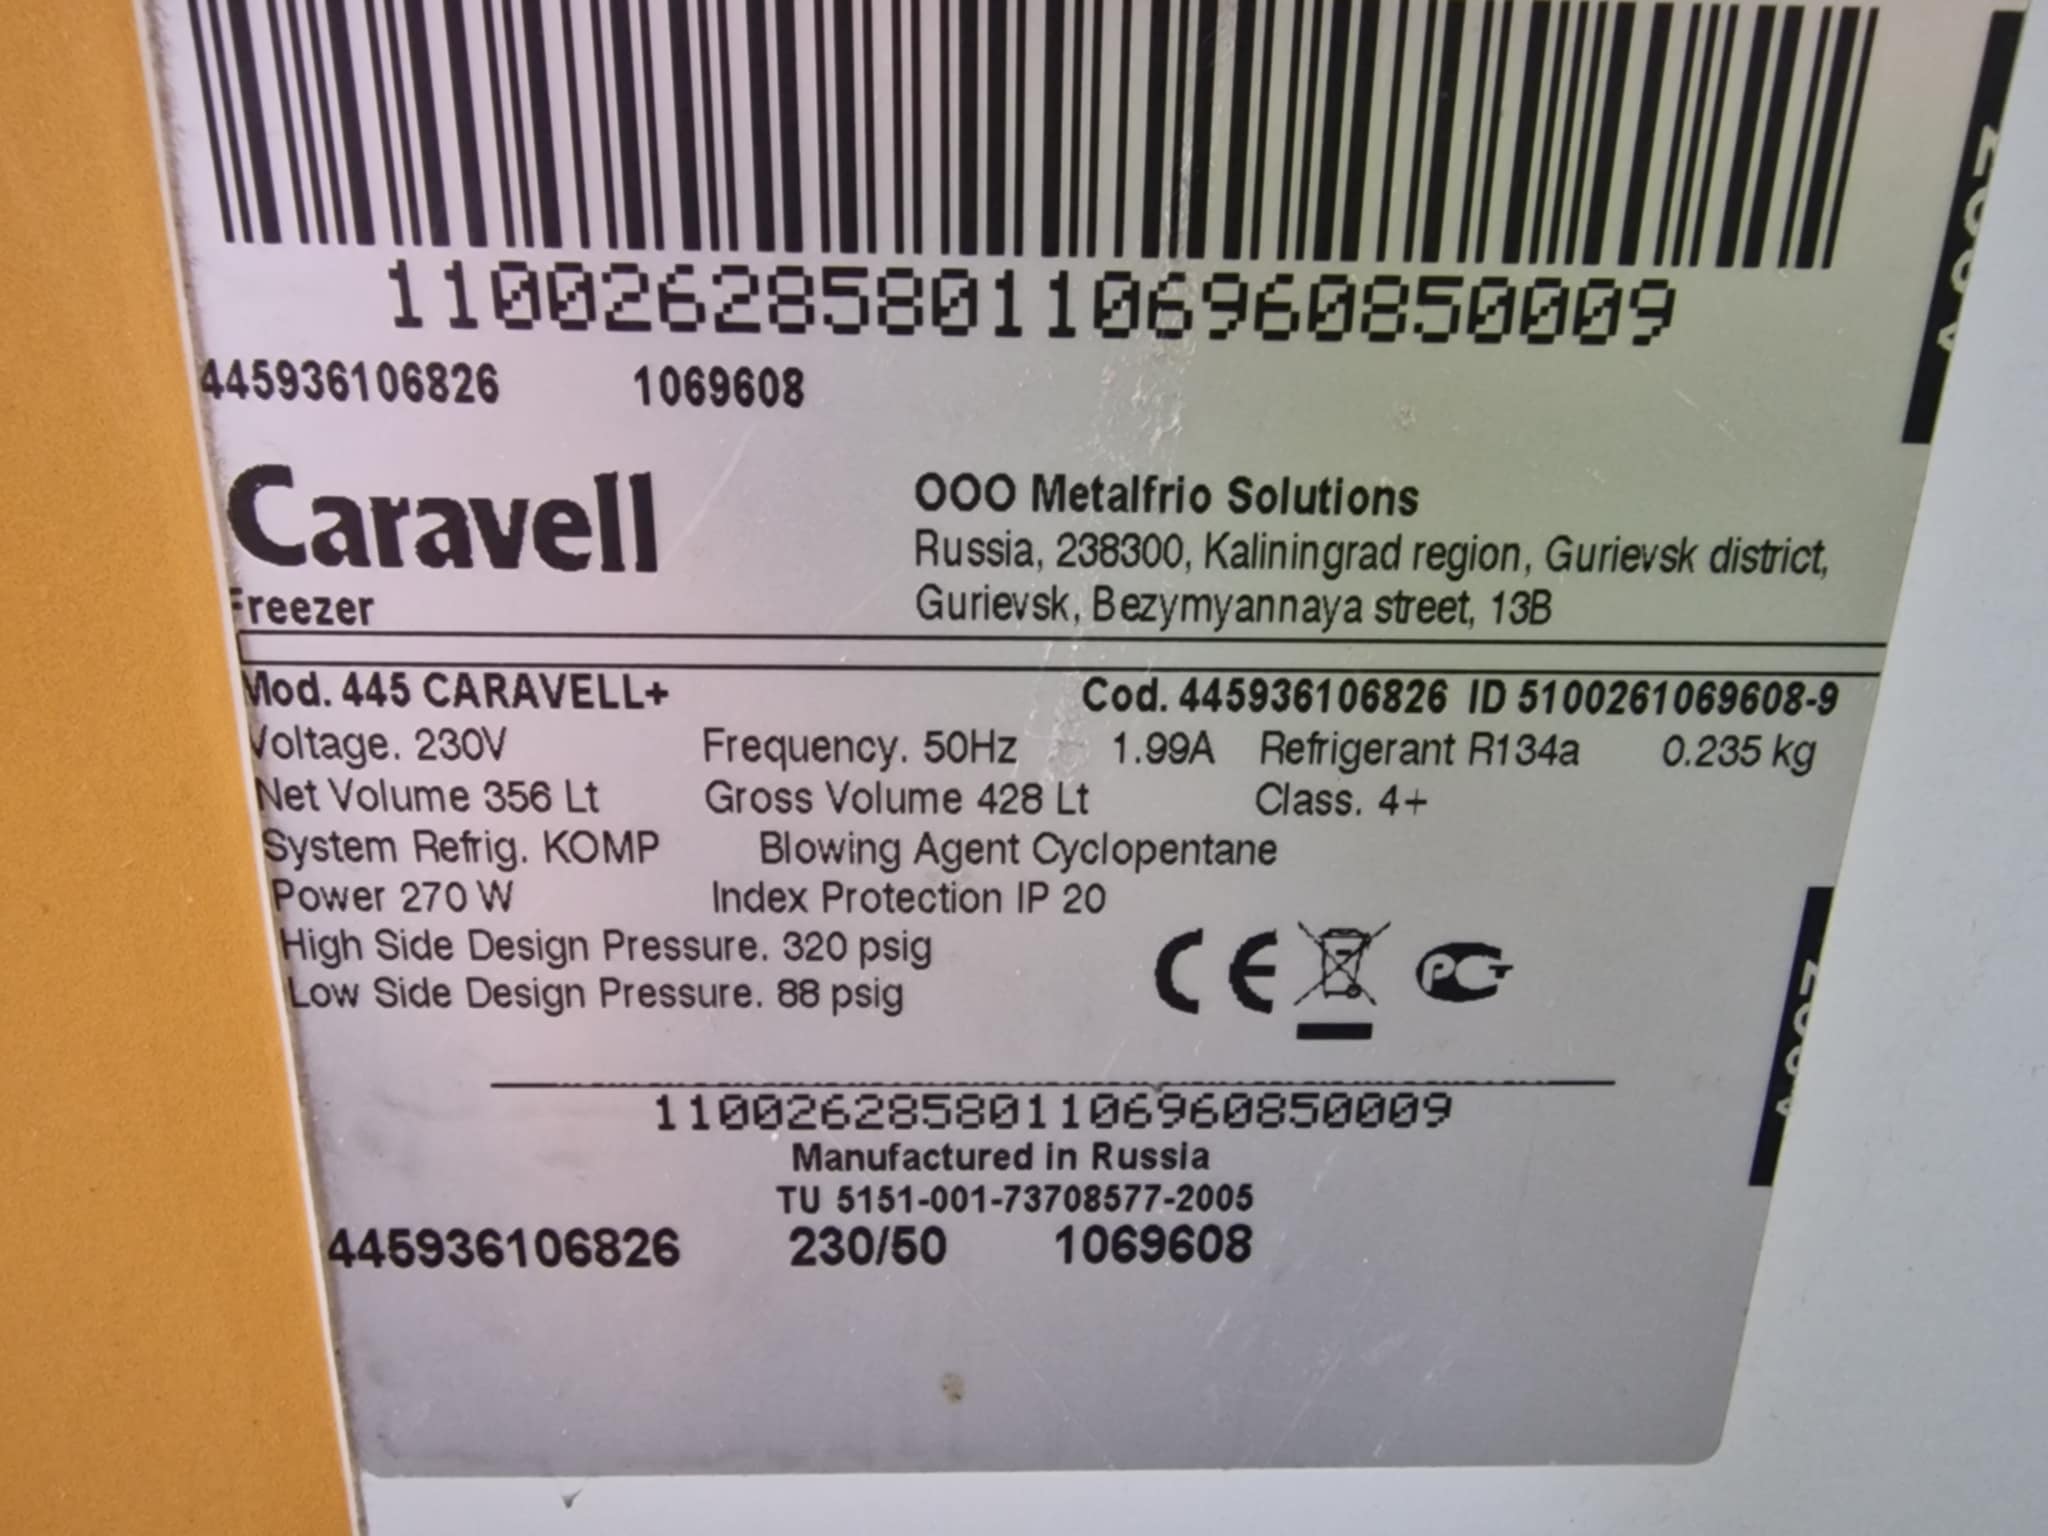 110026285801106960850009
445936106826 1069608
Caravell
Freezer
OOO Metalfrio Solutions
Russia, 238300, Kaliningrad region, Gurievsk district,
Gurievsk, Bezymyannaya street, 13B
Mod. 445 CARAVELL+ Cod. 445936106826 ID 5100261069608-9
Voltage. 230V Frequency. 50Hz 1.99A Refrigerant R134a 0.235 kg
Net Volume 356 Lt Gross Volume 428 Lt Class. 4+
System Refrig. KOMP Blowing Agent Cyclopentane
Power 270 W Index Protection IP 20
High Side Design Pressure. 320 psig
Low Side Design Pressure. 88 psig
CE PCT
110026285801106960850009
Manufactured in Russia
TU 5151-001-73708577-2005
445936106826 230/50 1069608